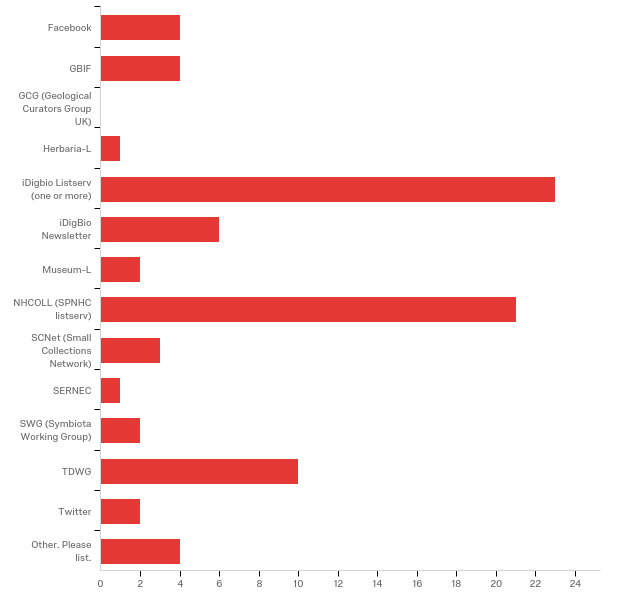 Facebook
GBIF
GCG (Geological
Curators Group
UK)
Herbaria-L
iDigbio Listserv
(one or more)
iDigBio
Newsletter
Museum-L
NHCOLL (SPNHC
listserv)
SCNet (Small
Collections
Network)
SERNEC
SWG (Symbiota
Working Group)
TDWG
Twitter
Other. Please
list.
0 2 4 6 8 10 12 14 16 18 20 22 24